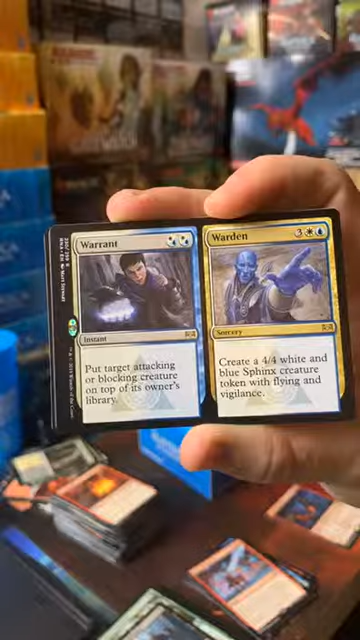 Warrant
Instant
Put target attacking
or blocking creature
on top of its owner's
library.
Warden
3
Sorcery
Create a 4/4 white and
blue Sphinx creature
token with flying and
vigilance.